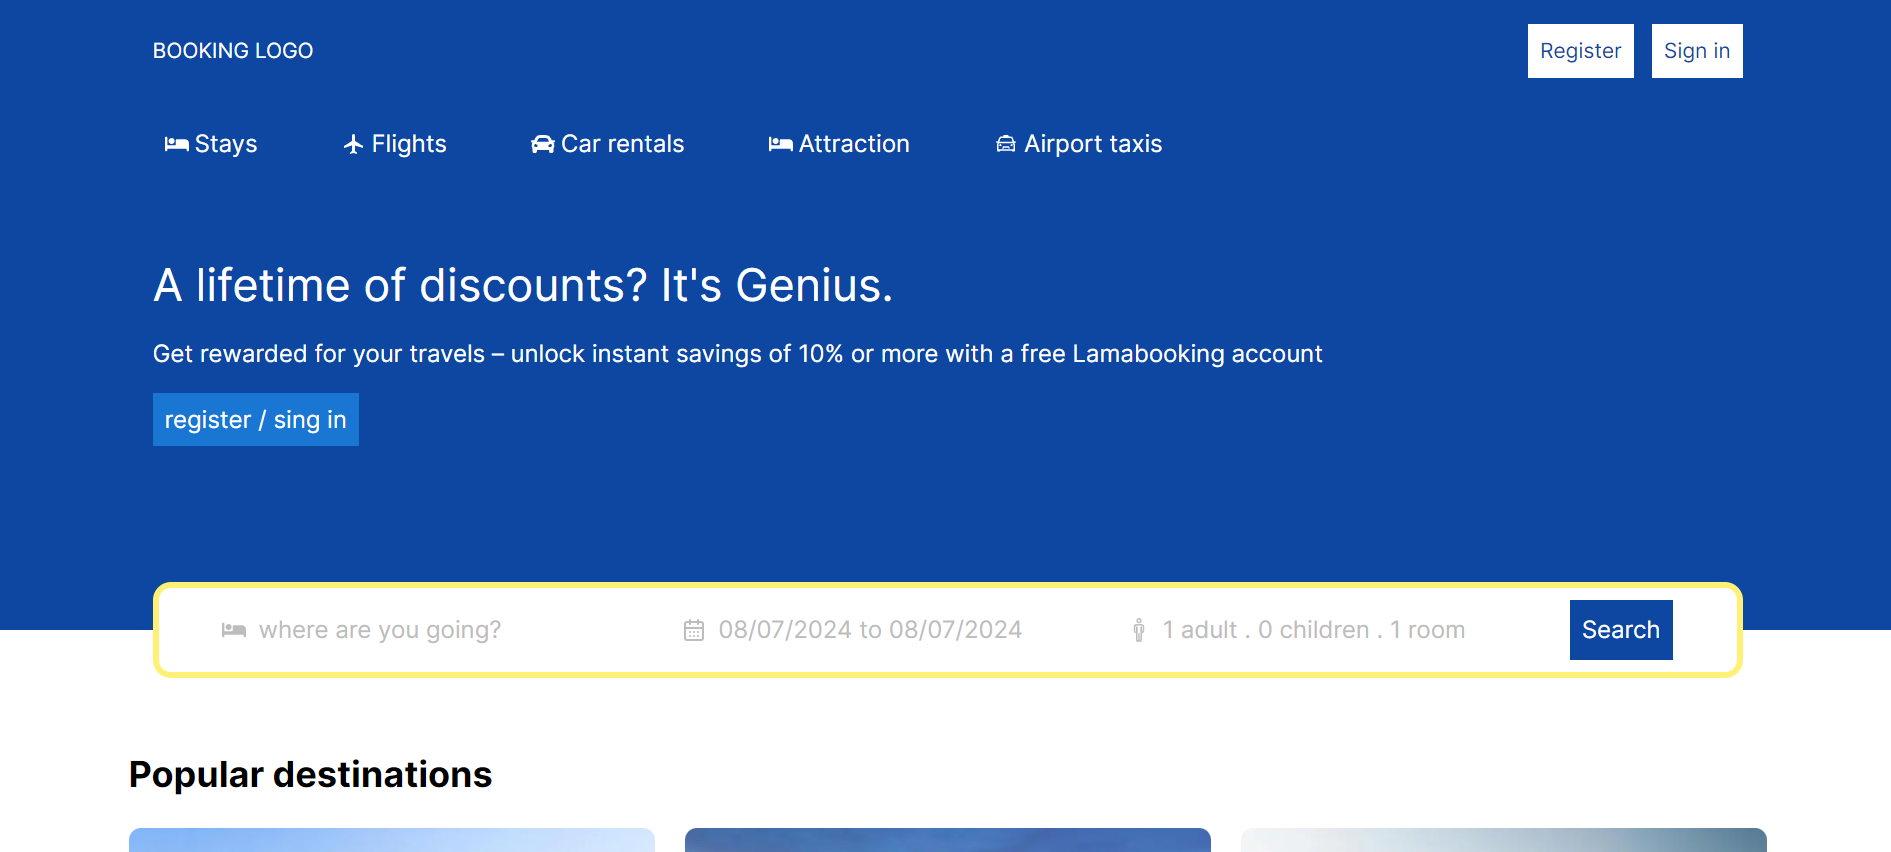 BOOKING LOGO
Register
Sign in
Stays
Flights
Car rentals
Attraction
Airport taxis
A lifetime of discounts? It's Genius.
Get rewarded for your travels – unlock instant savings of 10% or more with a free Lamabooking account
register / sing in
where are you going?
08/07/2024 to 08/07/2024
1 adult . 0 children . 1 room
Search
Popular destinations